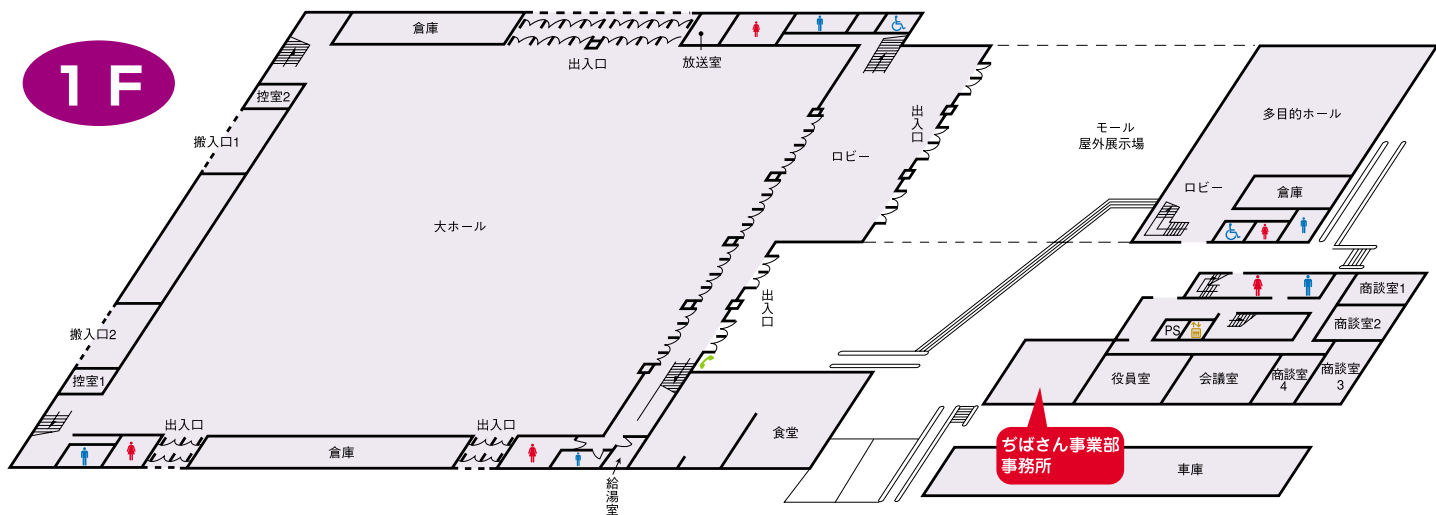 1F
倉庫
出入口
放送室
控室2
搬入口1
大ホール
ロビー
出入口
モール
屋外展示場
多目的ホール
ロビー
倉庫
出入口
搬入口2
控室1
出入口
倉庫
出入口
給湯室
食堂
PS
商談室1
商談室2
商談室
3
商談室
4
会議室
役員室
ぢばさん事業部
事務所
車庫